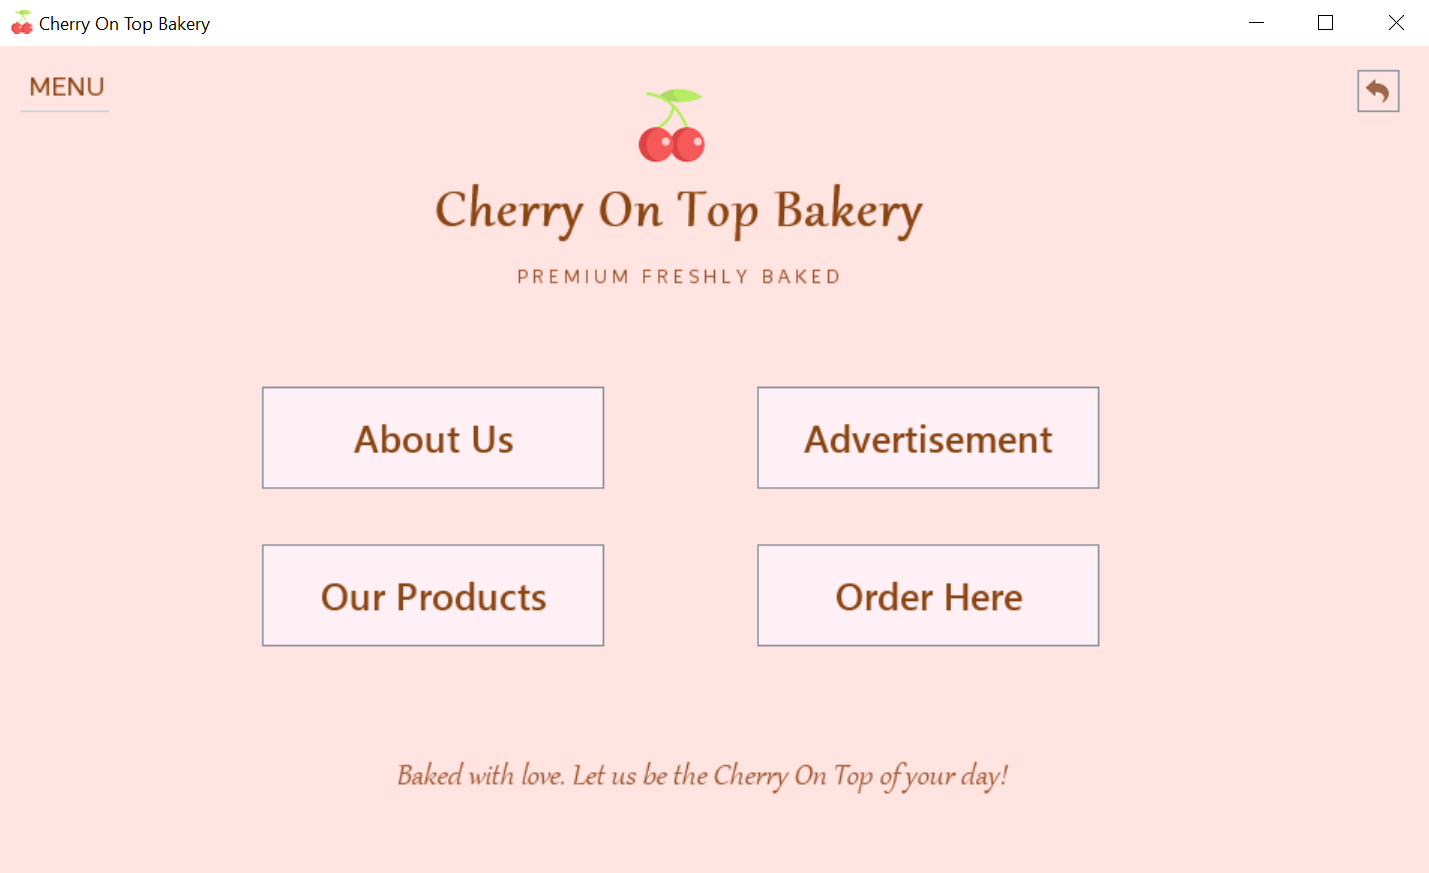 Cherry On Top Bakery
MENU
Cherry On Top Bakery
PREMIUM FRESHLY BAKED
About Us
Advertisement
Our Products
Order Here
Baked with love. Let us be the Cherry On Top of your day!